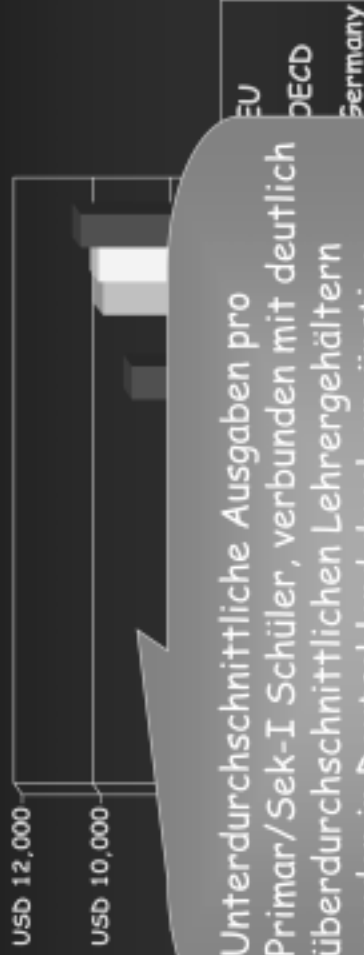 USD 12,000
USD 10,000
EU
OECD
Germany
Unterdurchschnittliche Ausgaben pro
Primar/Sek-I Schüler, verbunden mit deutlich
überdurchschnittlichen Lehrergehältern